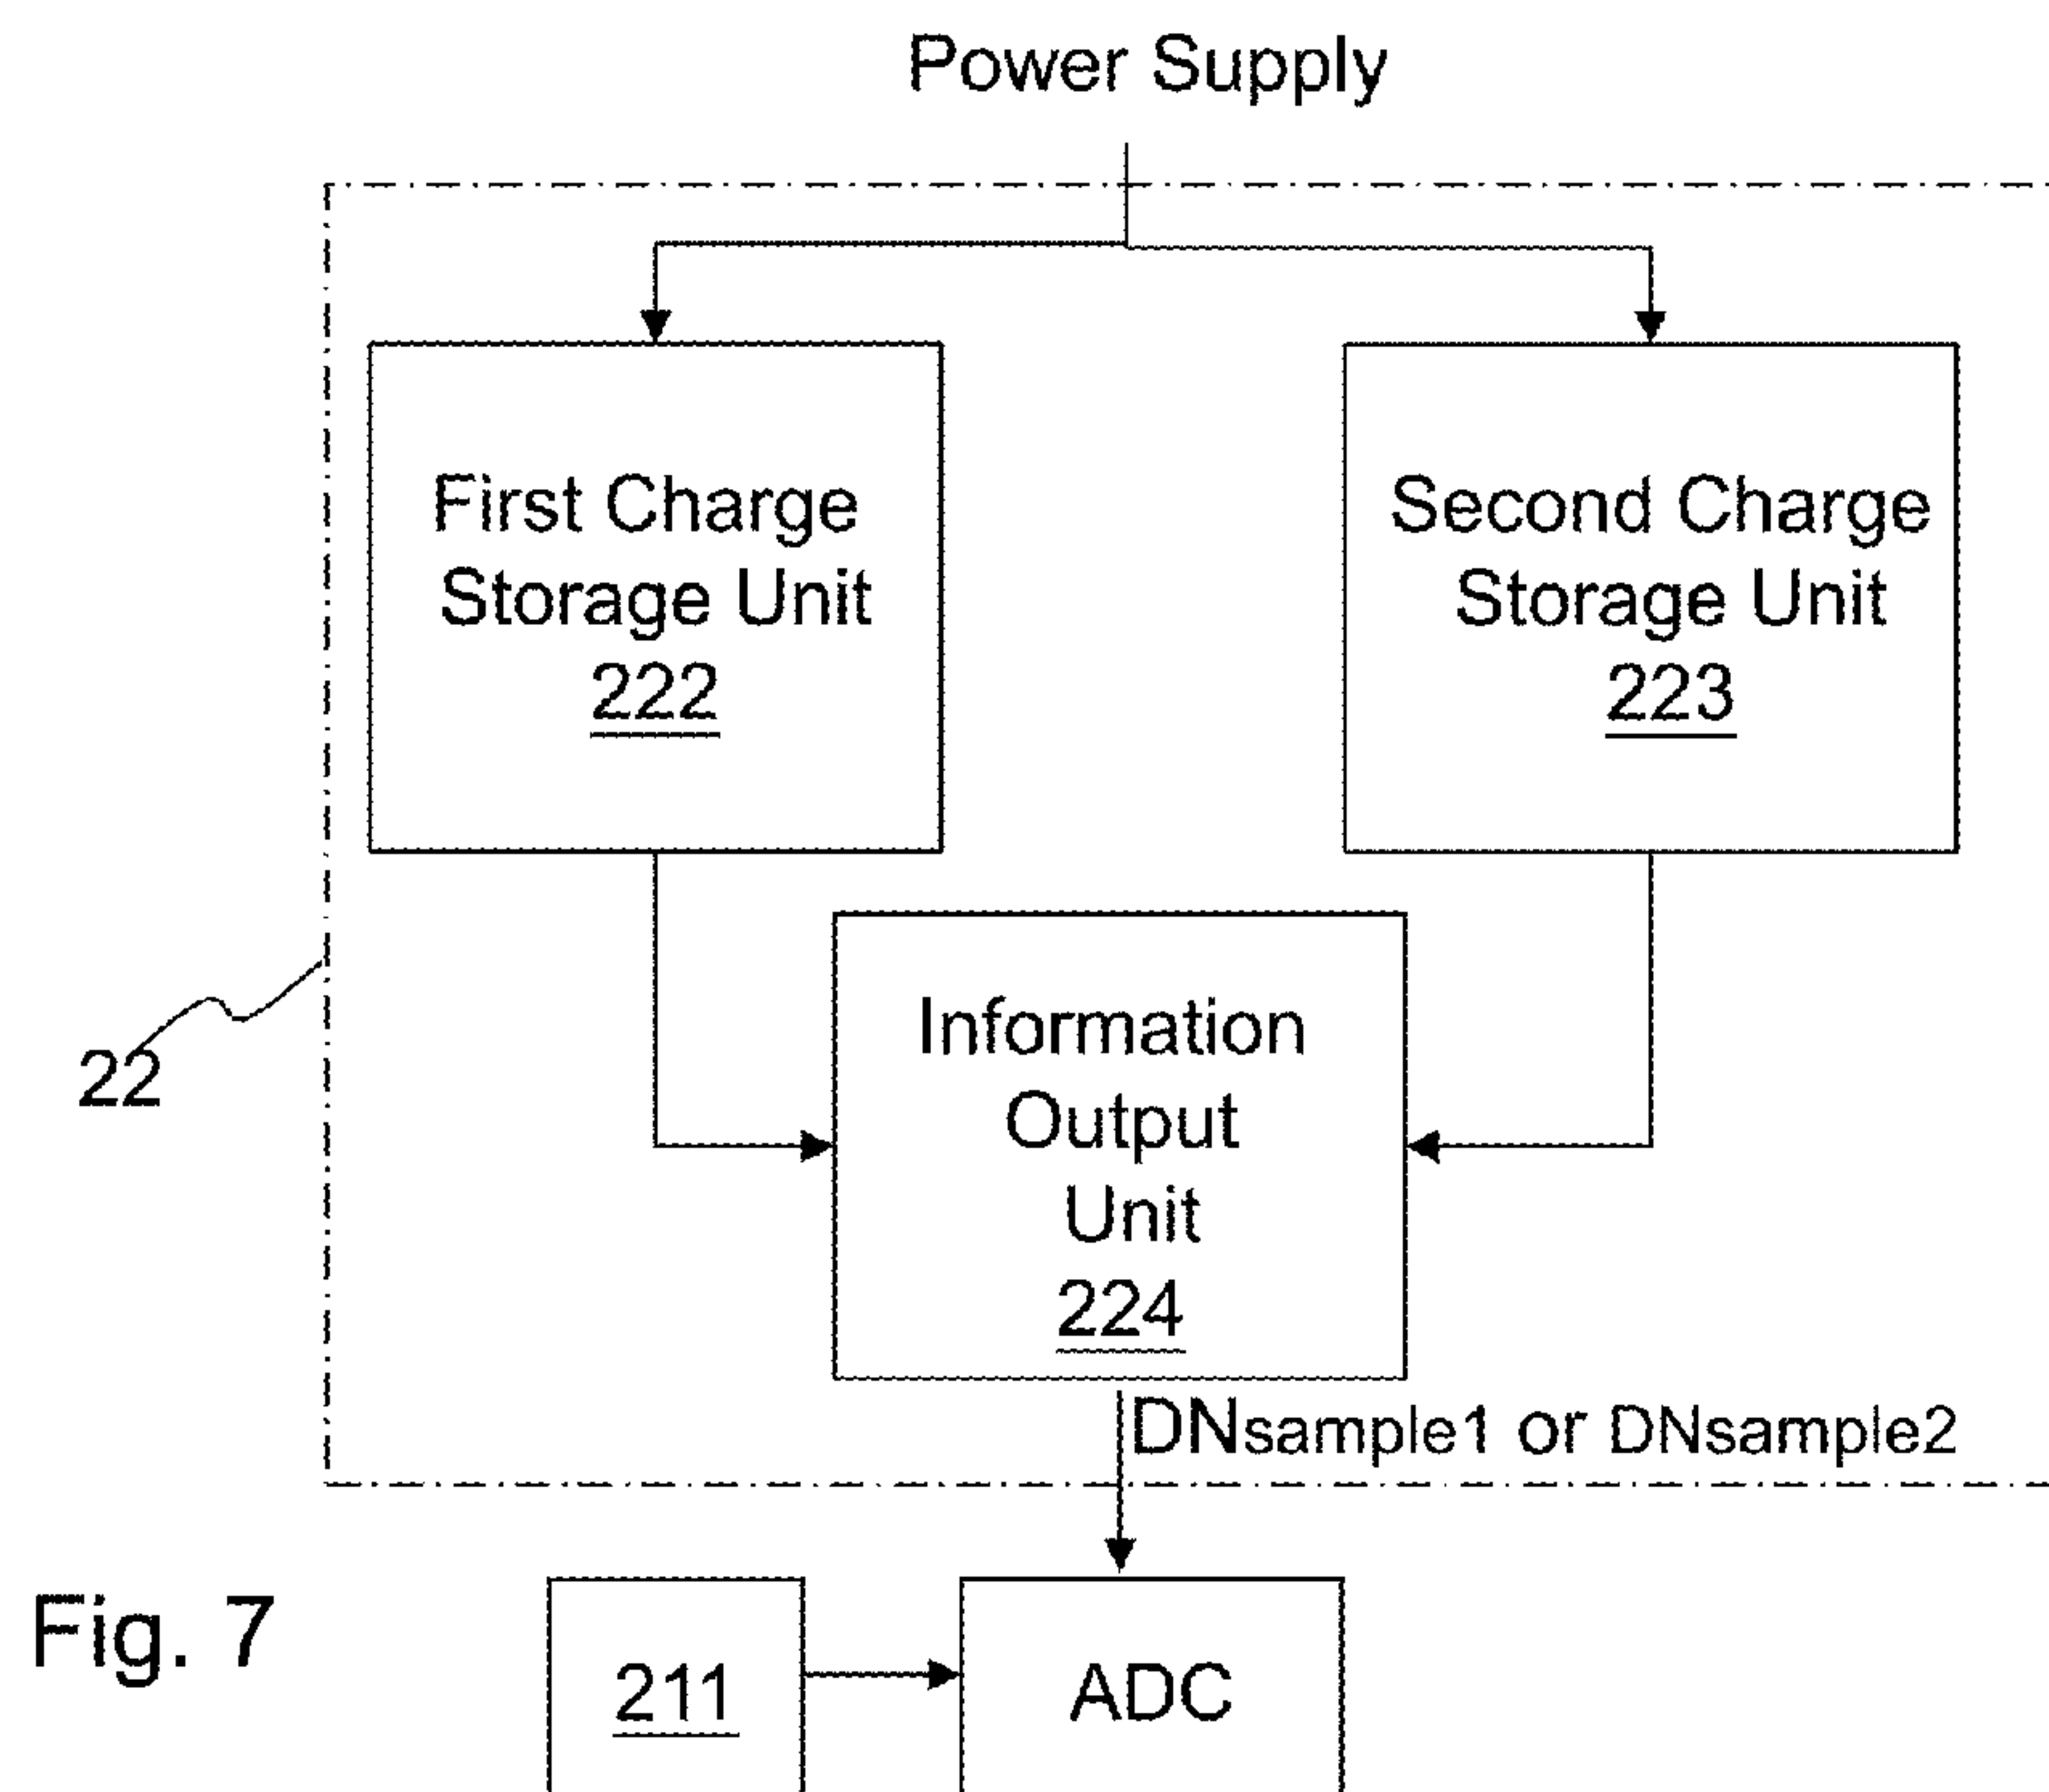 Power Supply
First Charge
Storage Unit
222
Second Charge
Storage Unit
223
22
Information
Output
Unit
224
DNsample1 or DNsample2
Fig. 7
211
ADC